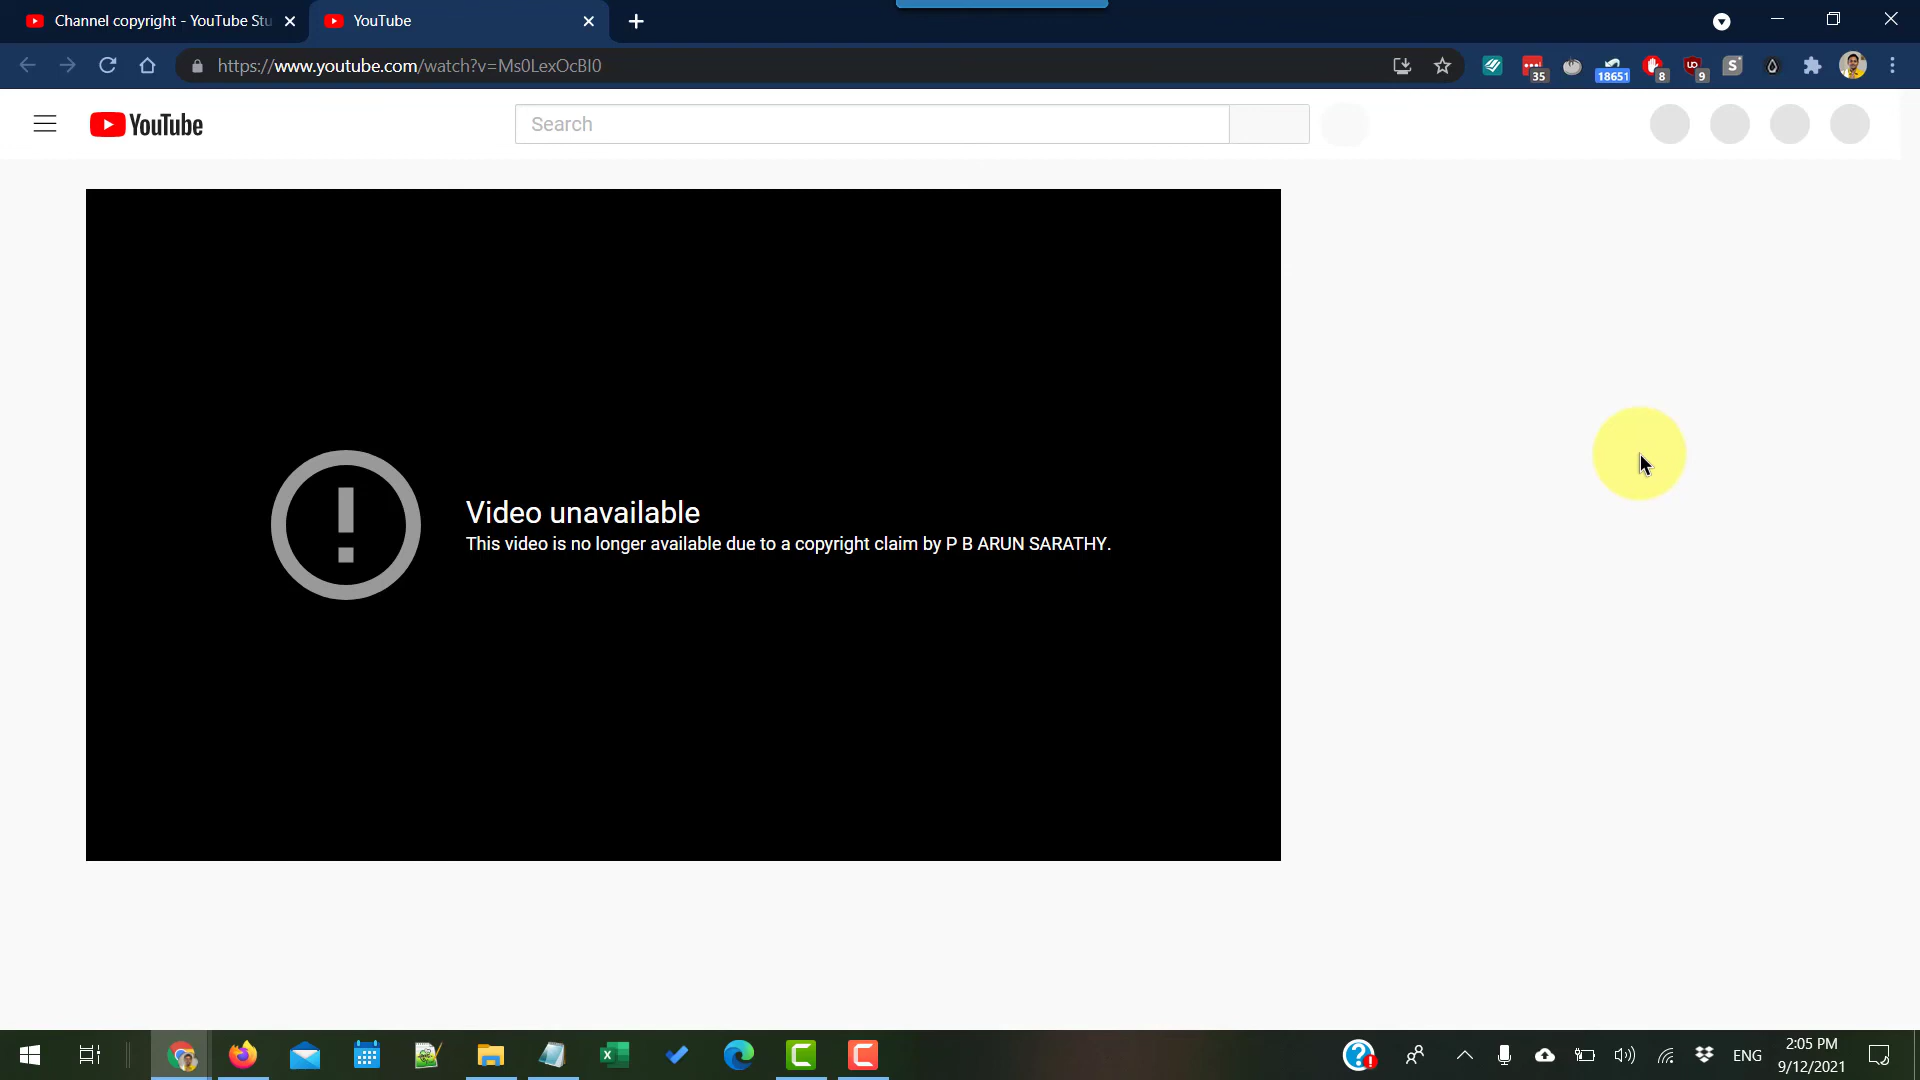 Channel copyright - YouTube Stu
YouTube
https://www.youtube.com/watch?v=Ms0LexOcBI0
35
18651
8
9
YouTube
Search
Video unavailable
This video is no longer available due to a copyright claim by P B ARUN SARATHY.
ENG
2:05 PM
9/12/2021